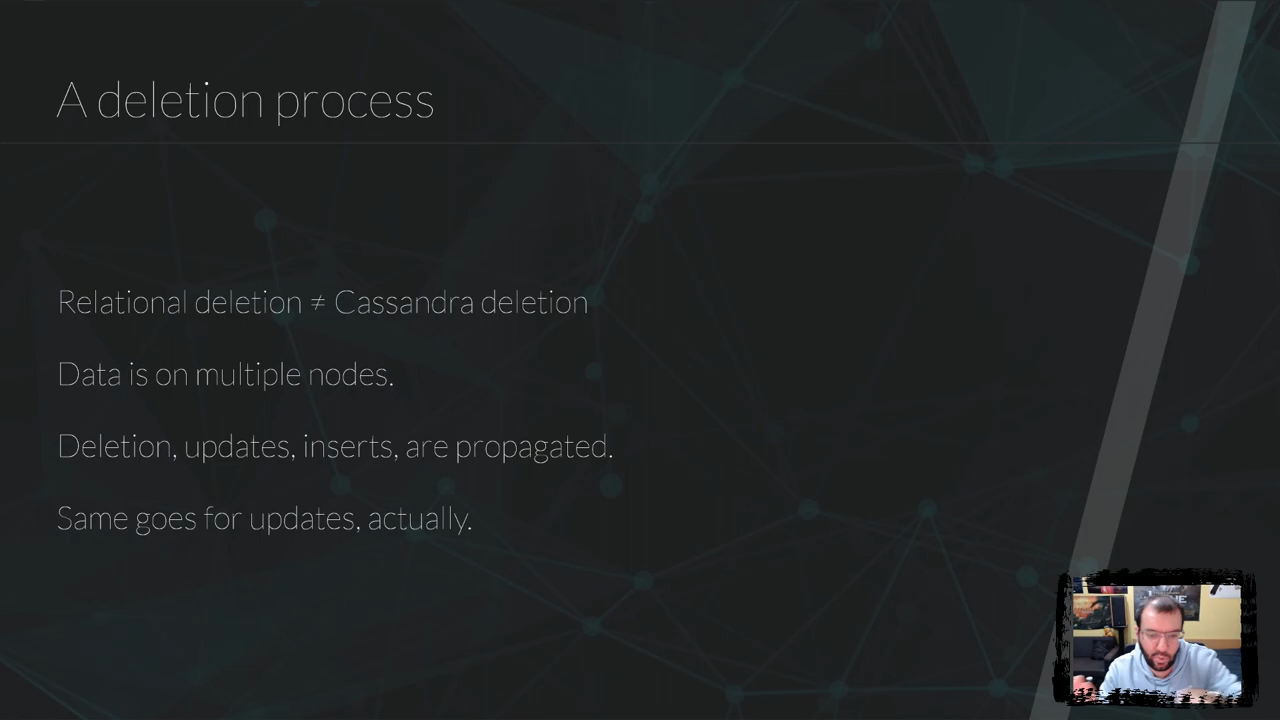 A deletion process
Relational deletion ≠ Cassandra deletion
Data is on multiple nodes.
Deletion, updates, inserts, are propagated.
Same goes for updates, actually.